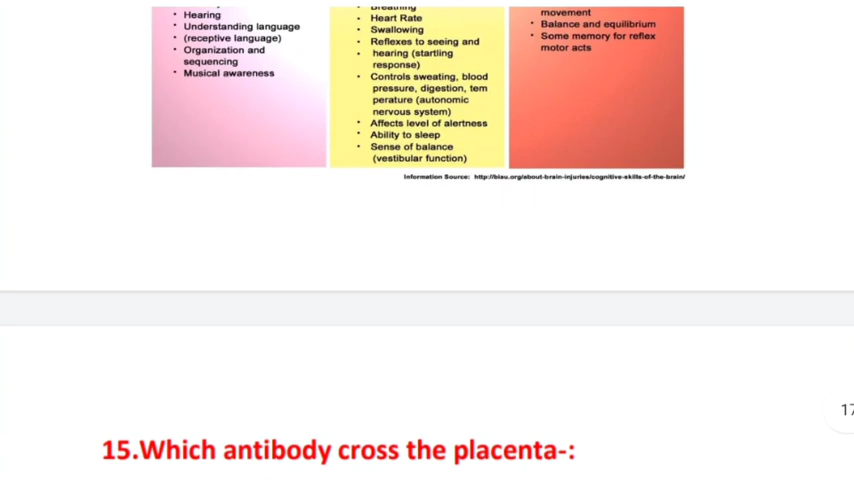 Hearing
Understanding language
(receptive language)
Organization and
sequencing
Musical awareness
Breathing
Heart Rate
Swallowing
Reflexes to seeing and
hearing (startling
response)
Controls sweating, blood
pressure, digestion, tem
perature (autonomic
nervous system)
Affects level of alertness
Ability to sleep
Sense of balance
(vestibular function)
movement
Balance and equilibrium
Some memory for reflex
motor acts
Information Source: http://biau.org/about-brain-injuries/cognitive-skills-of-the-brain/
17
15.Which antibody cross the placenta-: